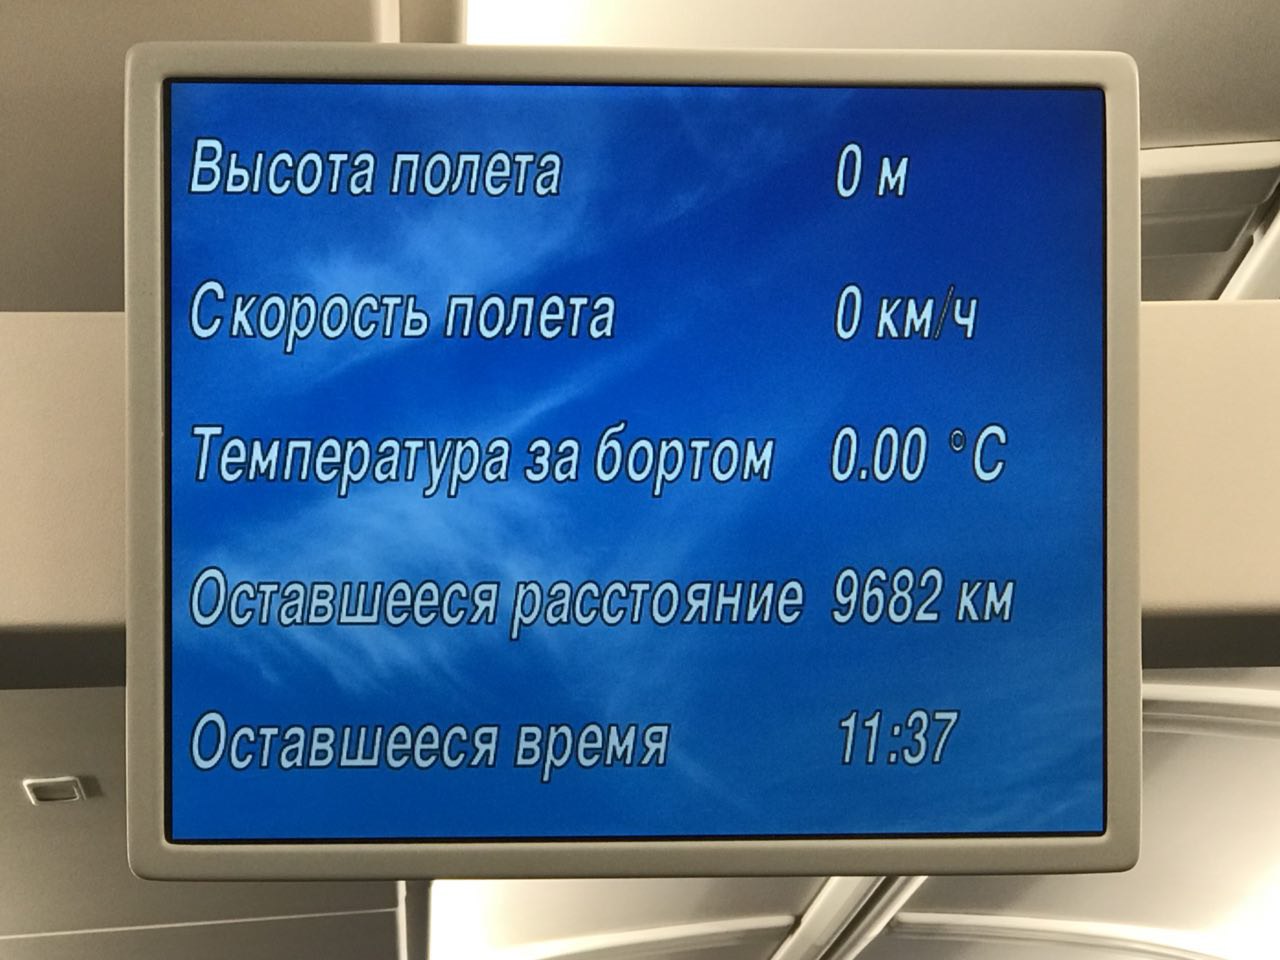 Высота полета 0 м
Скорость полета 0 км/ч
Температура за бортом 0.00 °C
Оставшееся расстояние 9682 км
Оставшееся время 11:37